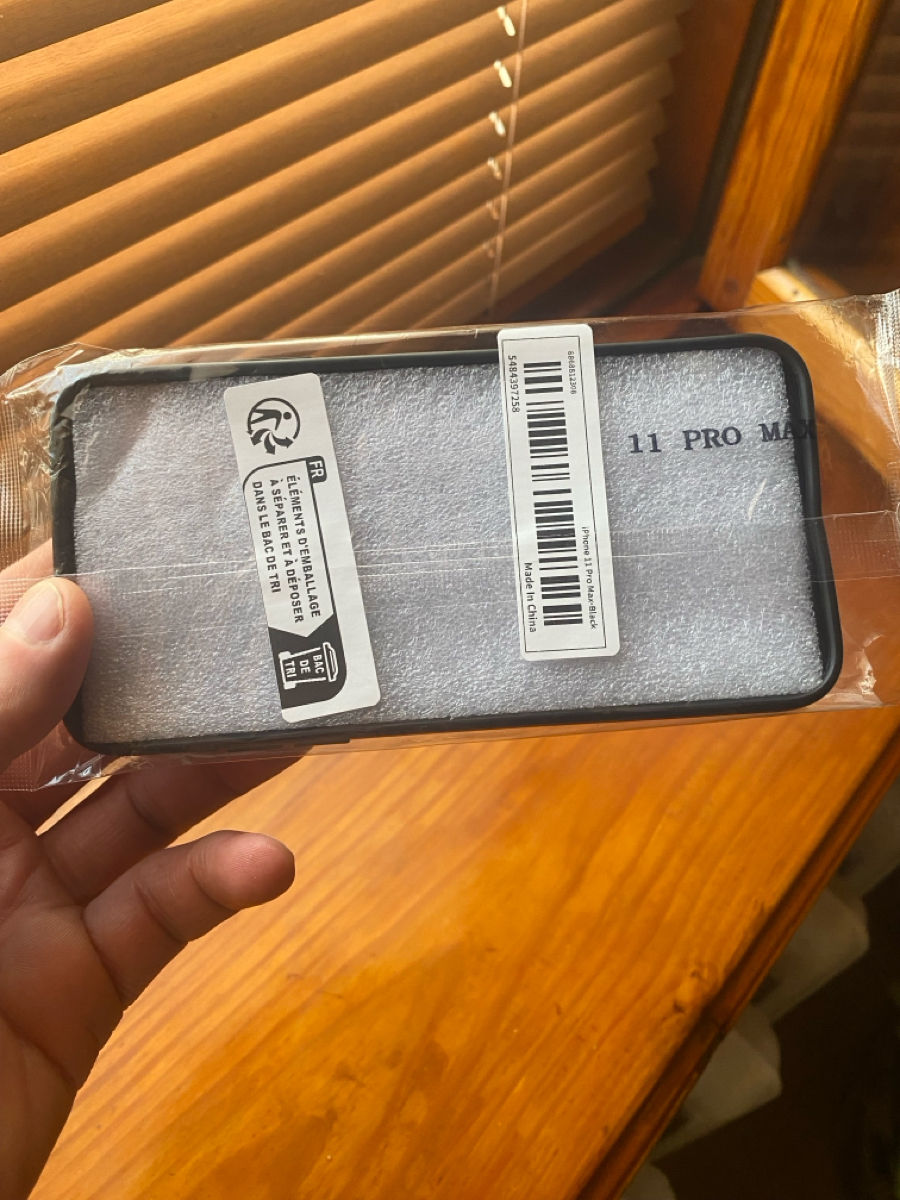 FR
ÉLÉMENTS D'EMBALLAGE
À SÉPARER ET À DÉPOSER
DANS LE BAC DE TRI
BAC
DE
TRI
5484397258
iPhone 11 Pro Max-Black
Made In China
11 PRO MAX